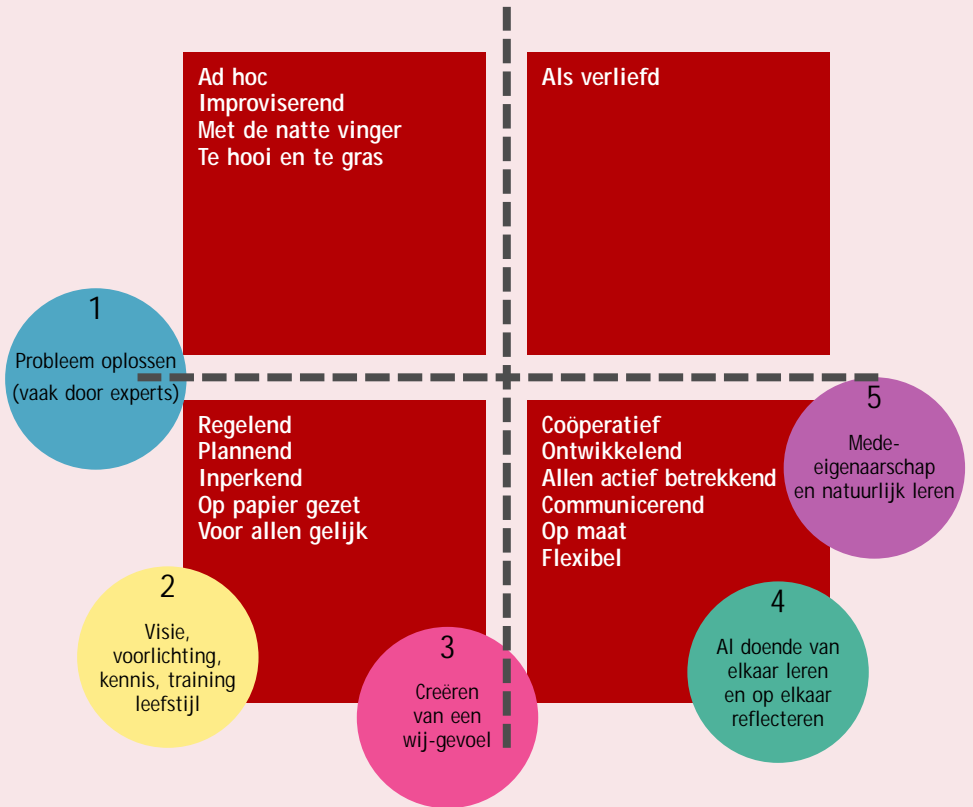 Ad hoc
Improviserend
Met de natte vinger
Te hooi en te gras
Als verliefd
1
Probleem oplossen
(vaak door experts)
Regelend
Plannend
Inperkend
Op papier gezet
Voor allen gelijk
Coöperatief
Ontwikkelend
Allen actief betrekkend
Communicerend
Op maat
Flexibel
5
Mede-
eigenaarschap
en natuurlijk leren
2
Visie,
voorlichting,
kennis, training
leefstijl
3
Creëren
van een
wij-gevoel
4
Al doende van
elkaar leren
en op elkaar
reflecteren